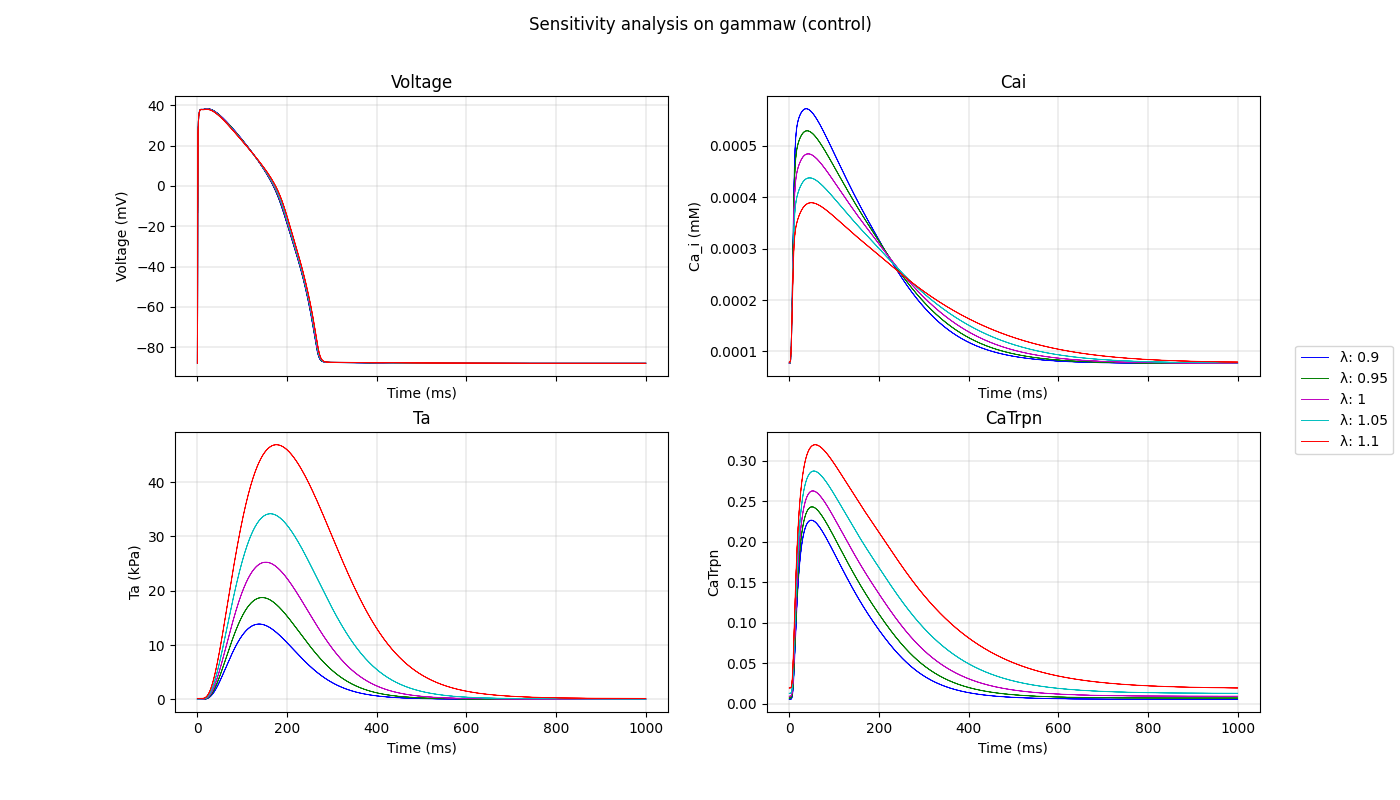 Sensitivity analysis on gammaw (control)
Voltage
Cai
40
20
0
−20
−40
−60
−80
Voltage (mV)
Time (ms)
0.0005
0.0004
0.0003
0.0002
0.0001
Ca_i (mM)
Time (ms)
λ: 0.9
λ: 0.95
λ: 1
λ: 1.05
λ: 1.1
Ta
CaTrpn
40
30
20
10
0
Ta (kPa)
0 200 400 600 800 1000
Time (ms)
0.30
0.25
0.20
0.15
0.10
0.05
0.00
CaTrpn
0 200 400 600 800 1000
Time (ms)